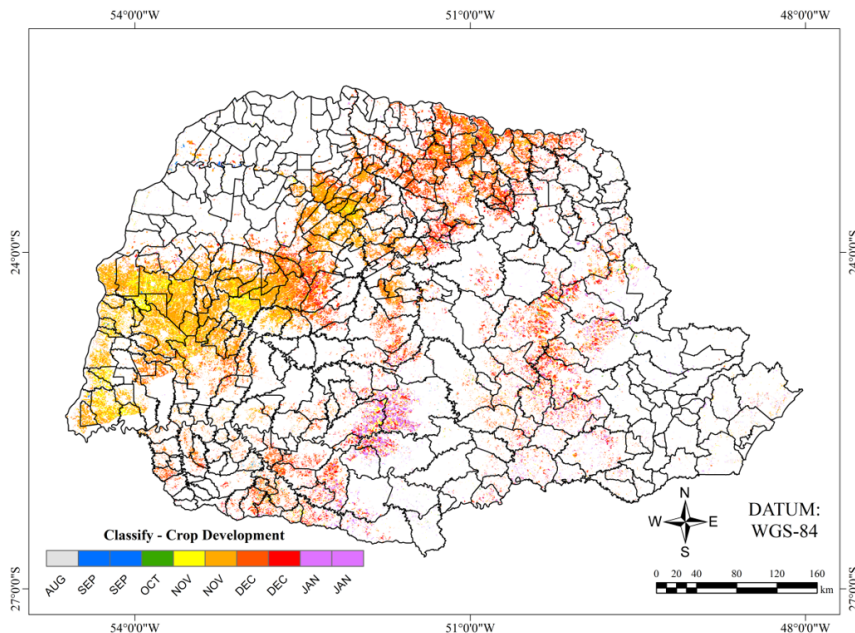 54°0'0"W 51°0'0"W 48°0'0"W
24°0'0"S 24°0'0"S
N
W E
S
DATUM:
WGS-84
Classify - Crop Development
AUG SEP SEP OCT NOV NOV DEC DEC JAN JAN
0 20 40 80 120 160
km
27°0'0"S 27°0'0"S
54°0'0"W 51°0'0"W 48°0'0"W